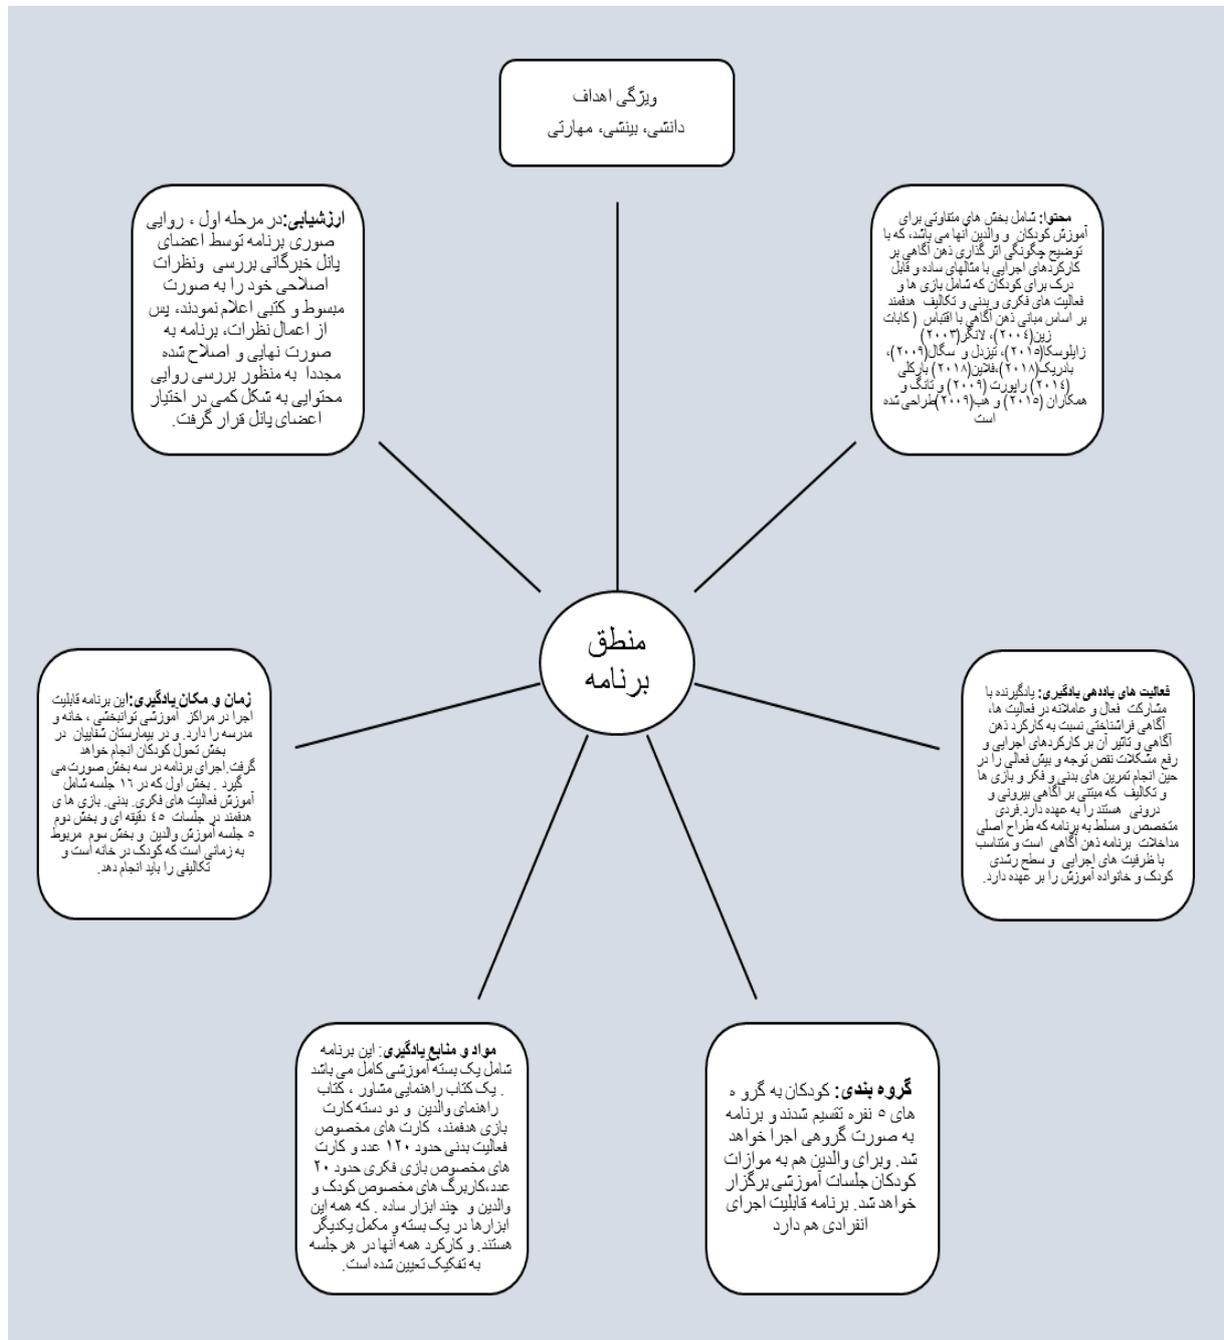 ویژگی اهداف
دانشی، بینشی، مهارتی
محتوا: شامل بخش های متفاوتی برای
آموزش کودکان و والدین آنها می باشد، که با
توضیح چگونگی اثر گذاری ذهن آگاهی بر
کارکردهای اجرایی با مثالهای ساده و قابل
درک برای کودکان که شامل بازی ها و
فعالیت های فکری و بدنی و تکالیف هدفمند
بر اساس مبانی ذهن آگاهی با اقتباس ( کابات
زین(۲۰۰٤)، لانگر(۲۰۰۳)
زایلوسکا(۲۰۱٥)، تیزدل و سگال(۲۰۰۹)،
بادریک(۲۰۱۸)،فلاین(۲۰۱۸) بارکلی
(۲۰۱٤) راپورت (۲۰۰۹) و تانگ و
همکاران (۲۰۱٥) و هب(۲۰۰۹)طراحی شده
است
فعالیت های یاددهی یادگیری: یادگیرنده با
مشارکت فعال و عاملانه در فعالیت ها،
آگاهی فراشناختی نسبت به کارکرد ذهن
آگاهی و تاثیر آن بر کارکردهای اجرایی و
رفع مشکلات نقص توجه و بیش فعالی را در
حین انجام تمرین های بدنی و فکر و بازی ها
و تکالیف که مبتنی بر آگاهی بیرونی و
درونی هستند را به عهده دارد.فردی
متخصص و مسلط به برنامه که طراح اصلی
مداخلات برنامه ذهن آگاهی است و متناسب
با ظرفیت های اجرایی و سطح رشدی
کودک و خانواده آموزش را بر عهده دارد.
گروه بندی: کودکان به گرو ه
های ٥ نفره تقسیم شدند و برنامه
به صورت گروهی اجرا خواهد
شد. وبرای والدین هم به موازات
کودکان جلسات آموزشی برگزار
خواهد شد. برنامه قابلیت اجرای
انفرادی هم دارد
مواد و منابع یادگیری: این برنامه
شامل یک بسته آموزشی کامل می باشد
. یک کتاب راهنمایی مشاور ، کتاب
راهنمای والدین و دو دسته کارت
بازی هدفمند، کارت های مخصوص
فعالیت بدنی حدود ۱۲۰ عدد و کارت
های مخصوص بازی فکری حدود ۲۰
عدد،کاربرگ های مخصوص کودک و
والدین و چند ابزار ساده . که همه این
ابزارها در یک بسته و مکمل یکدیگر
هستند. و کارکرد همه آنها در هر جلسه
به تفکیک تعیین شده است.
زمان و مکان یادگیری:این برنامه قابلیت
اجرا در مراکز آموزشی توانبخشی ، خانه و
مدرسه را دارد. و در بیمارستان شفاییان در
بخش تحول کودکان انجام خواهد
گرفت.اجرای برنامه در سه بخش صورت می
گیرد . بخش اول که در ۱٦ جلسه شامل
آموزش فعالیت های فکری، بدنی. بازی ها ی
هدفمند در جلسات ٤٥ دقیقه ای و بخش دوم
٥ جلسه آموزش والدین و بخش سوم مربوط
به زمانی است که کودک در خانه است و
تکالیفی را باید انجام دهد.
ارزشیابی:در مرحله اول ، روایی
صوری برنامه توسط اعضای
پانل خبرگانی بررسی ونظرات
اصلاحی خود را به صورت
مبسوط و کتبی اعلام نمودند، پس
از اعمال نظرات، برنامه به
صورت نهایی و اصلاح شده
مجددا به منظور بررسی روایی
محتوایی به شکل کمی در اختیار
اعضای پانل قرار گرفت.
منطق
برنامه